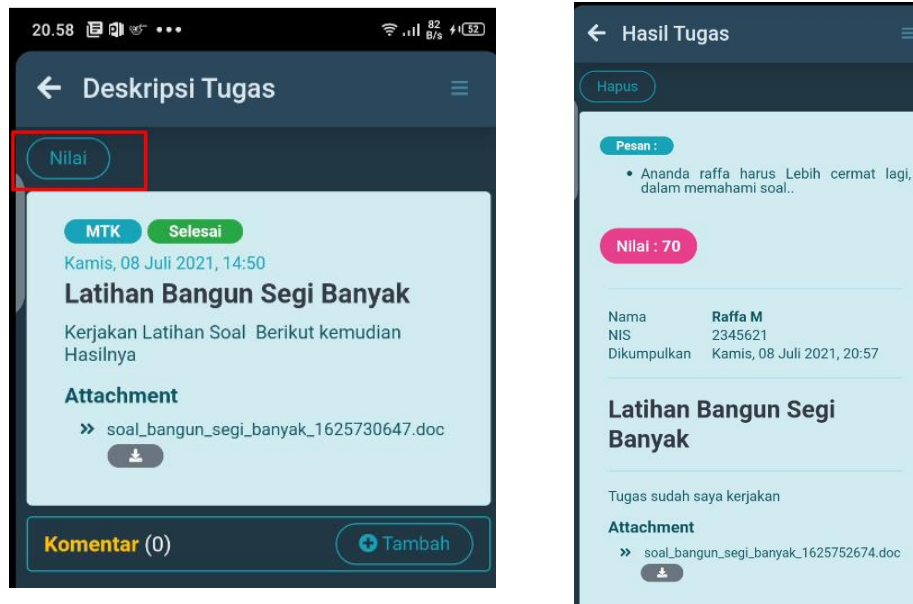 20.58 82 B/s 52
Deskripsi Tugas
Nilai
MTK Selesai
Kamis, 08 Juli 2021, 14:50
Latihan Bangun Segi Banyak
Kerjakan Latihan Soal Berikut kemudian
Hasilnya
Attachment
soal_bangun_segi_banyak_1625730647.doc
Komentar (0) Tambah
Hasil Tugas
Hapus
Pesan :
• Ananda raffa harus Lebih cermat lagi,
dalam memahami soal..
Nilai : 70
Nama Raffa M
NIS 2345621
Dikumpulkan Kamis, 08 Juli 2021, 20:57
Latihan Bangun Segi
Banyak
Tugas sudah saya kerjakan
Attachment
soal_bangun_segi_banyak_1625752674.doc